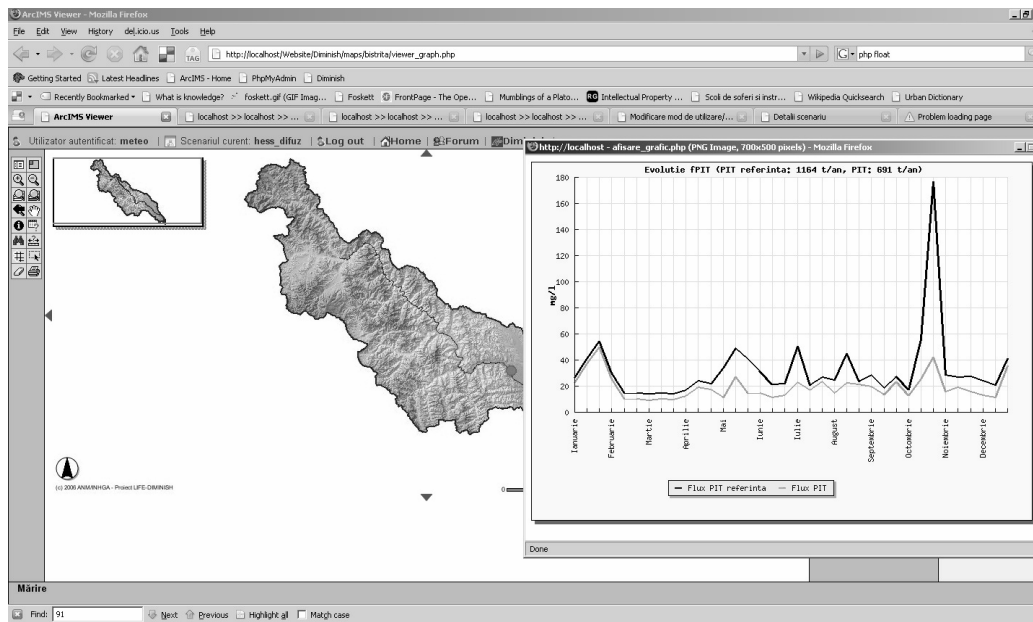 ArcIMS Viewer - Mozilla Firefox
File Edit View History del.icio.us Tools Help
TAG http://localhost/Website/Diminish/maps/bistrita/viewer_graph.php G php float
Getting Started Latest Headlines ArcIMS - Home PhpMyAdmin Diminish
Recently Bookmarked What is knowledge? foskett.gif (GIF Imag... Foskett FrontPage - The Ope... Mumblings of a Plato... RG Intellectual Property ... Scoli de soferi si instr... Wikipedia Quicksearch Urban Dictionary
ArcIMS Viewer localhost >> localhost >> ... localhost >> localhost >> ... localhost >> localhost >> ... Modificare mod de utilizare/... Detalii scenariu Problem loading page
Utilizator autentificat: meteo | Scenariul curent: hess_difuz | Log out | Home | Forum |
http://localhost - afisare_grafic.php (PNG Image, 700x500 pixels) - Mozilla Firefox
Evolutie fPIT (PIT referinta: 1164 t/an, PIT: 691 t/an)
180
160
140
120
100
80
60
40
20
0
mg/l
Ianuarie Februarie Martie Aprilie Mai Iunie Iulie August Septembrie Octombrie Noiembrie Decembrie
Flux PIT referinta Flux PIT
(c) 2006 ANM/INHGA - Proiect LIFE-DIMINISH
0
Done
Mărire
Find: 91 Next Previous Highlight all Match case